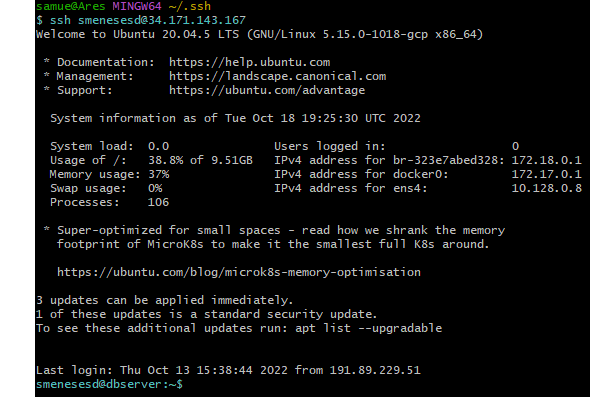 samue@Ares MINGW64 ~/.ssh
$ ssh smenesesd@34.171.143.167
Welcome to Ubuntu 20.04.5 LTS (GNU/Linux 5.15.0-1018-gcp x86_64)
* Documentation: https://help.ubuntu.com
* Management: https://landscape.canonical.com
* Support: https://ubuntu.com/advantage
System information as of Tue Oct 18 19:25:30 UTC 2022
System load: 0.0 Users logged in: 0
Usage of /: 38.8% of 9.51GB IPv4 address for br-323e7abed328: 172.18.0.1
Memory usage: 37% IPv4 address for docker0: 172.17.0.1
Swap usage: 0% IPv4 address for ens4: 10.128.0.8
Processes: 106
* Super-optimized for small spaces - read how we shrank the memory
footprint of MicroK8s to make it the smallest full K8s around.
https://ubuntu.com/blog/microk8s-memory-optimisation
3 updates can be applied immediately.
1 of these updates is a standard security update.
To see these additional updates run: apt list --upgradable
Last login: Thu Oct 13 15:38:44 2022 from 191.89.229.51
smenesesd@dbserver:~$